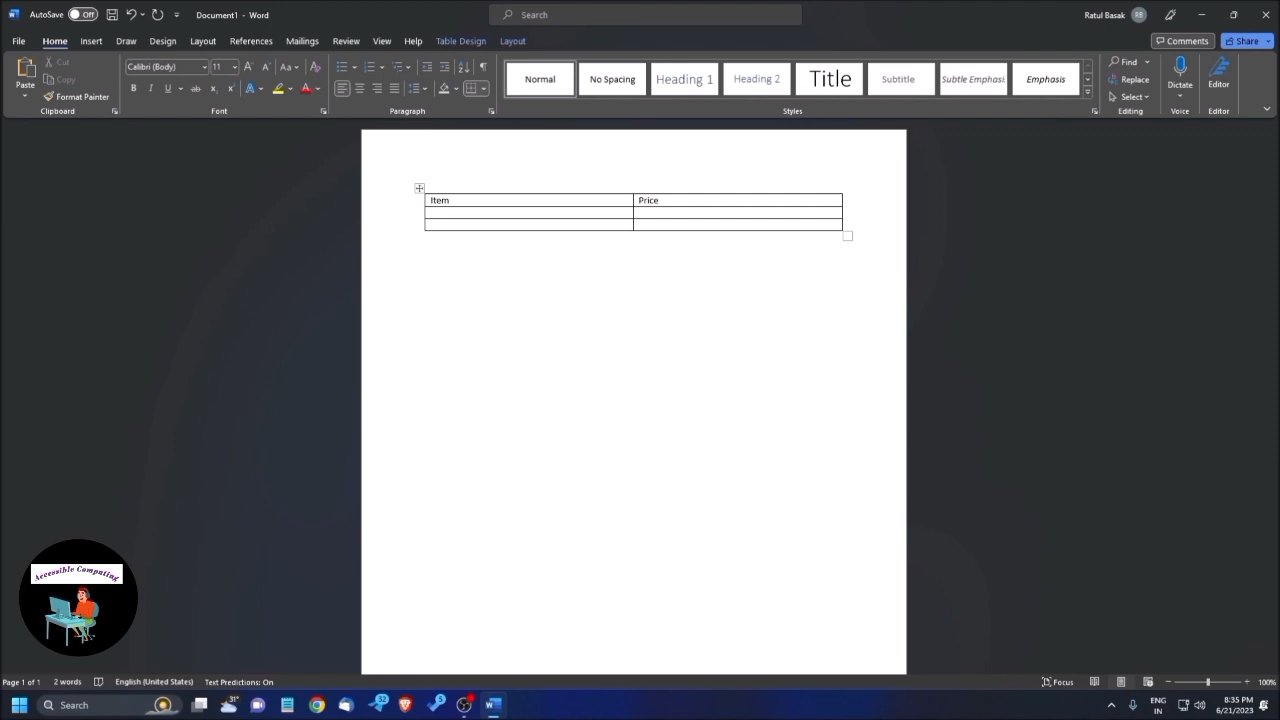 AutoSave Off Document1 - Word Search Ratul Basak RB
File Home Insert Draw Design Layout References Mailings Review View Help Table Design Layout Comments Share
Paste Cut Copy Format Painter Clipboard
Calibri (Body) 11 Font
Paragraph
Normal No Spacing Heading 1 Heading 2 Title Subtitle Subtle Emphasi: Emphasis Styles
Find Replace Select Editing
Dictate Voice
Editor Editor
Item Price
Accessible Computing
Page 1 of 1 2 words English (United States) Text Predictions: On Focus 100%
Search 31° 32 5 ENG IN 8:35 PM 6/21/2023